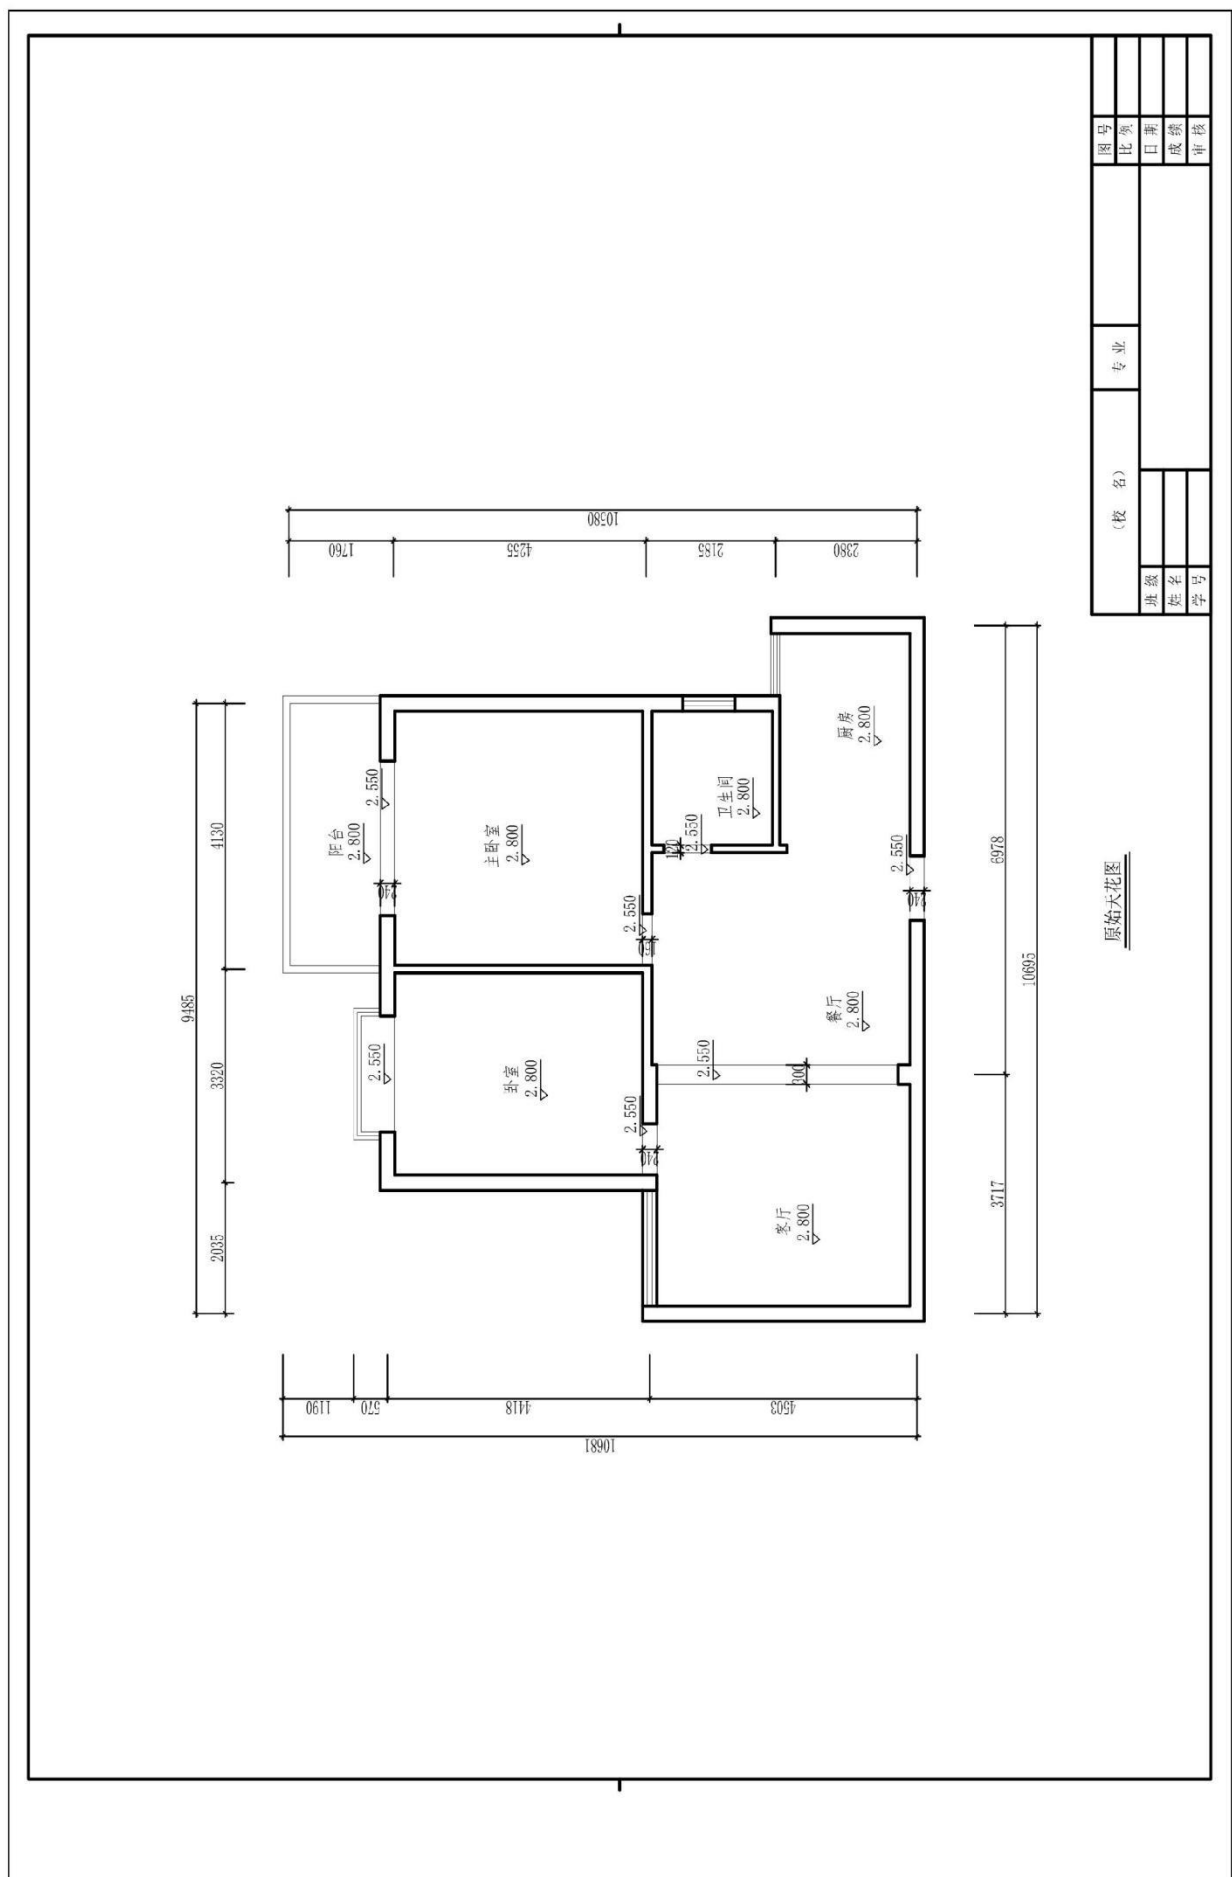 图号
比例
日期
成绩
审核
专业
(校 名)
班级
姓名
学号
10580
1760
4255
2185
2380
9485
4130
3320
2035
阳台
2.800
2.550
240
主卧室
2.800
2.550
卫生间
2.800
2.550
120
厨房
2.800
2.550
240
餐厅
2.800
2.550
300
2.550
卧室
2.800
2.550
240
客厅
2.800
6978
3717
10695
1190
570
4418
4503
10681
原始天花图